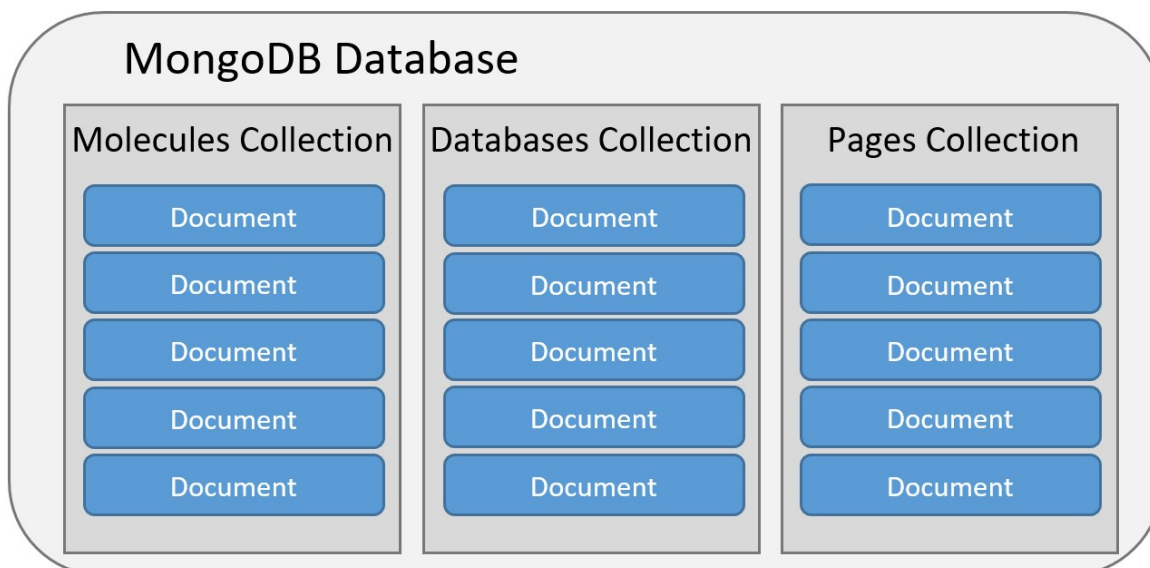 MongoDB Database
Molecules Collection
Document
Document
Document
Document
Document
Databases Collection
Document
Document
Document
Document
Document
Pages Collection
Document
Document
Document
Document
Document